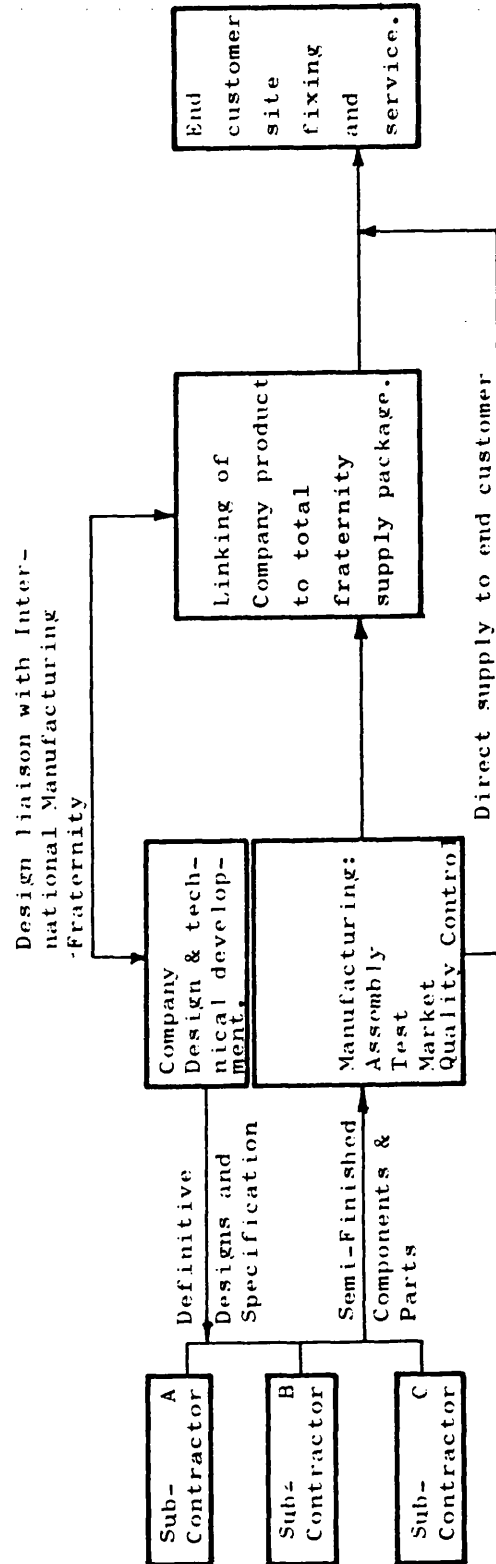 Design liaison with Inter-
national Manufacturing
-Fraternity
Sub-      A
Contractor
Sub-      B
Contractor
Sub-      C
Contractor
Definitive
Designs and
Specification
Semi-Finished
Components &
Parts
Company
Design & tech-
nical develop-
ment.
Manufacturing:
Assembly
Test
Market
Quality Control
Linking of
Company product
to total
fraternity
supply package.
End
customer
site
fixing
and
service.
Direct supply to end customer